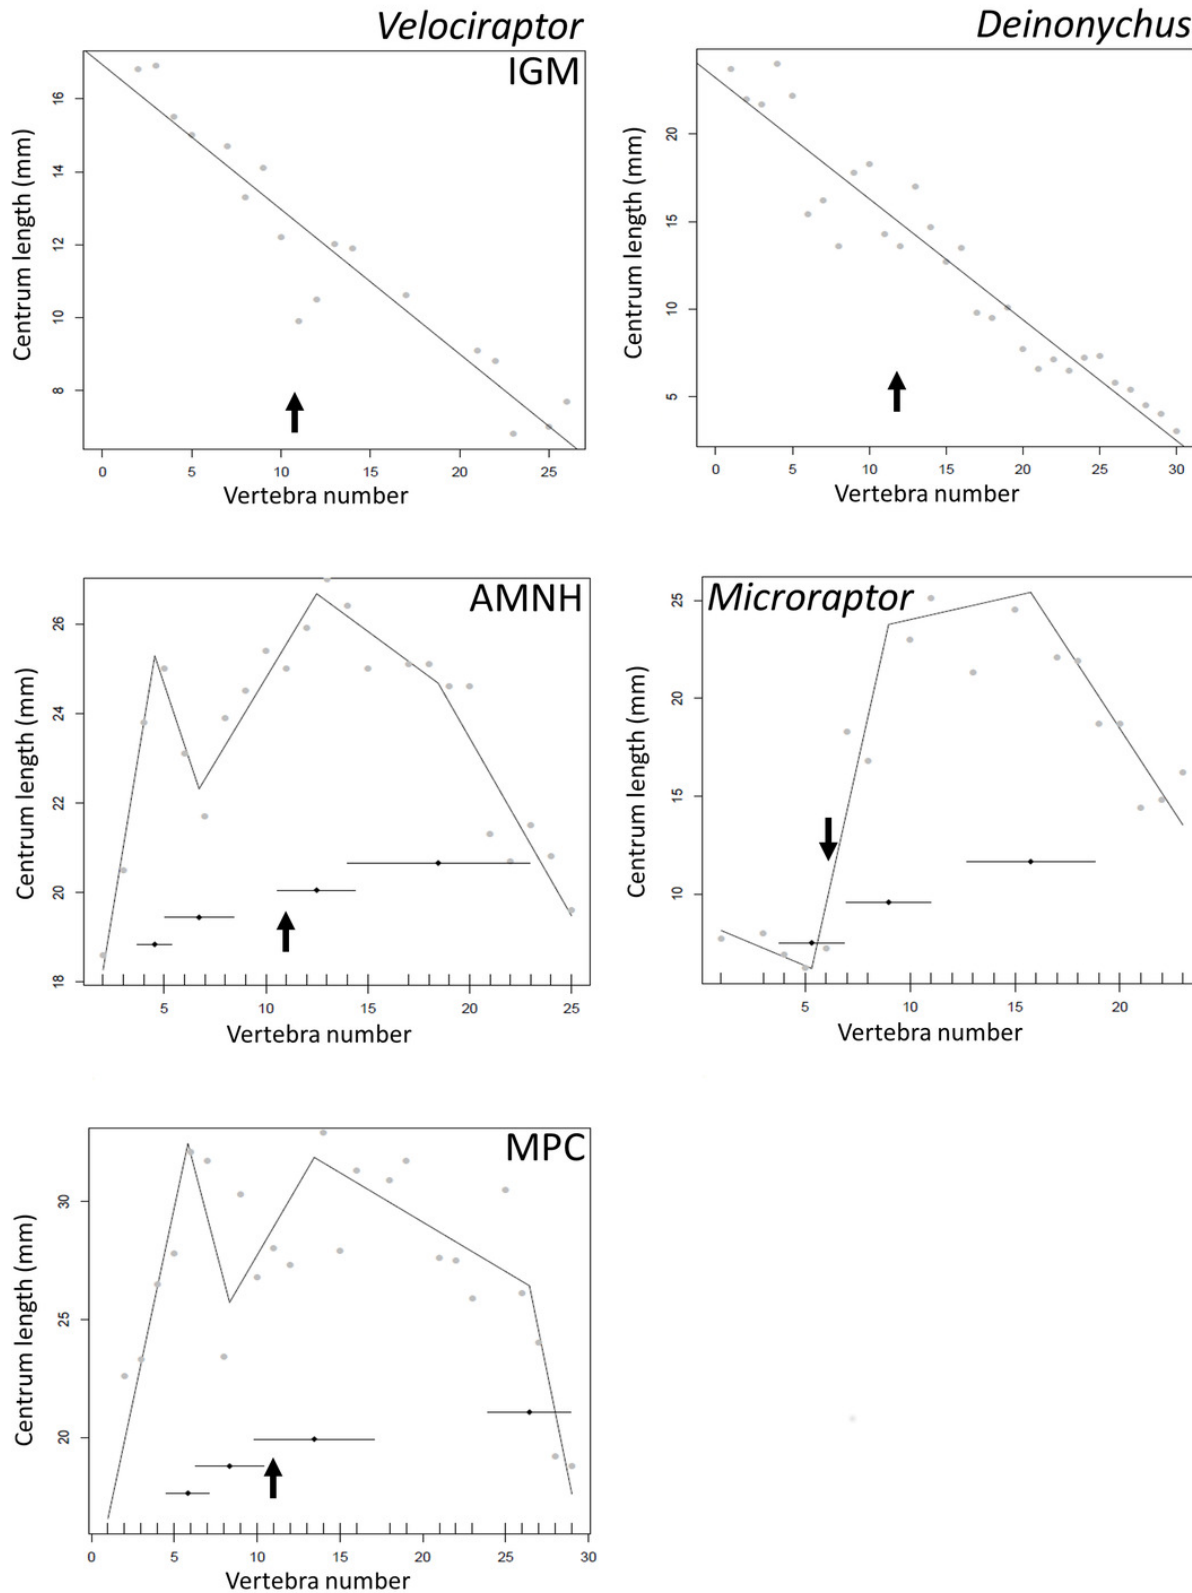 Velociraptor
Deinonychus
IGM
Centrum length (mm)
16
14
12
10
8
0 5 10 15 20 25
Vertebra number
Centrum length (mm)
20
15
10
5
0 5 10 15 20 25 30
Vertebra number
AMNH
Centrum length (mm)
26
24
22
20
18
5 10 15 20 25
Vertebra number
Microraptor
Centrum length (mm)
25
20
15
10
5 10 15 20
Vertebra number
MPC
Centrum length (mm)
30
25
20
0 5 10 15 20 25 30
Vertebra number